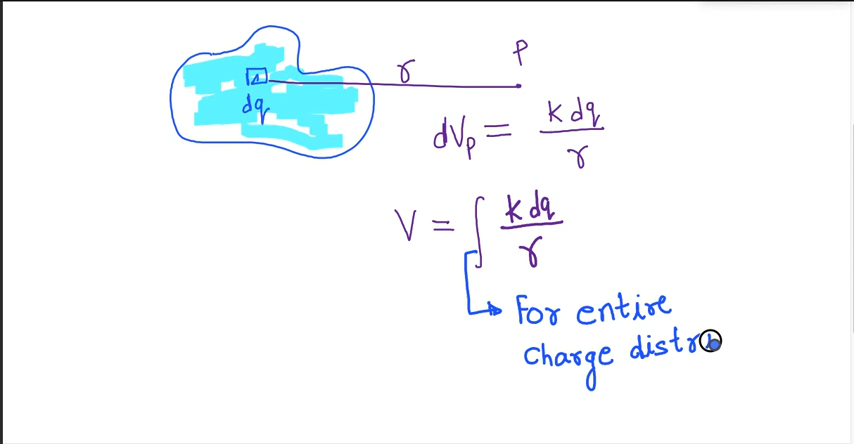 P
r
dq
dVp = k dq / r
V = ∫ k dq / r
For entire
charge distr